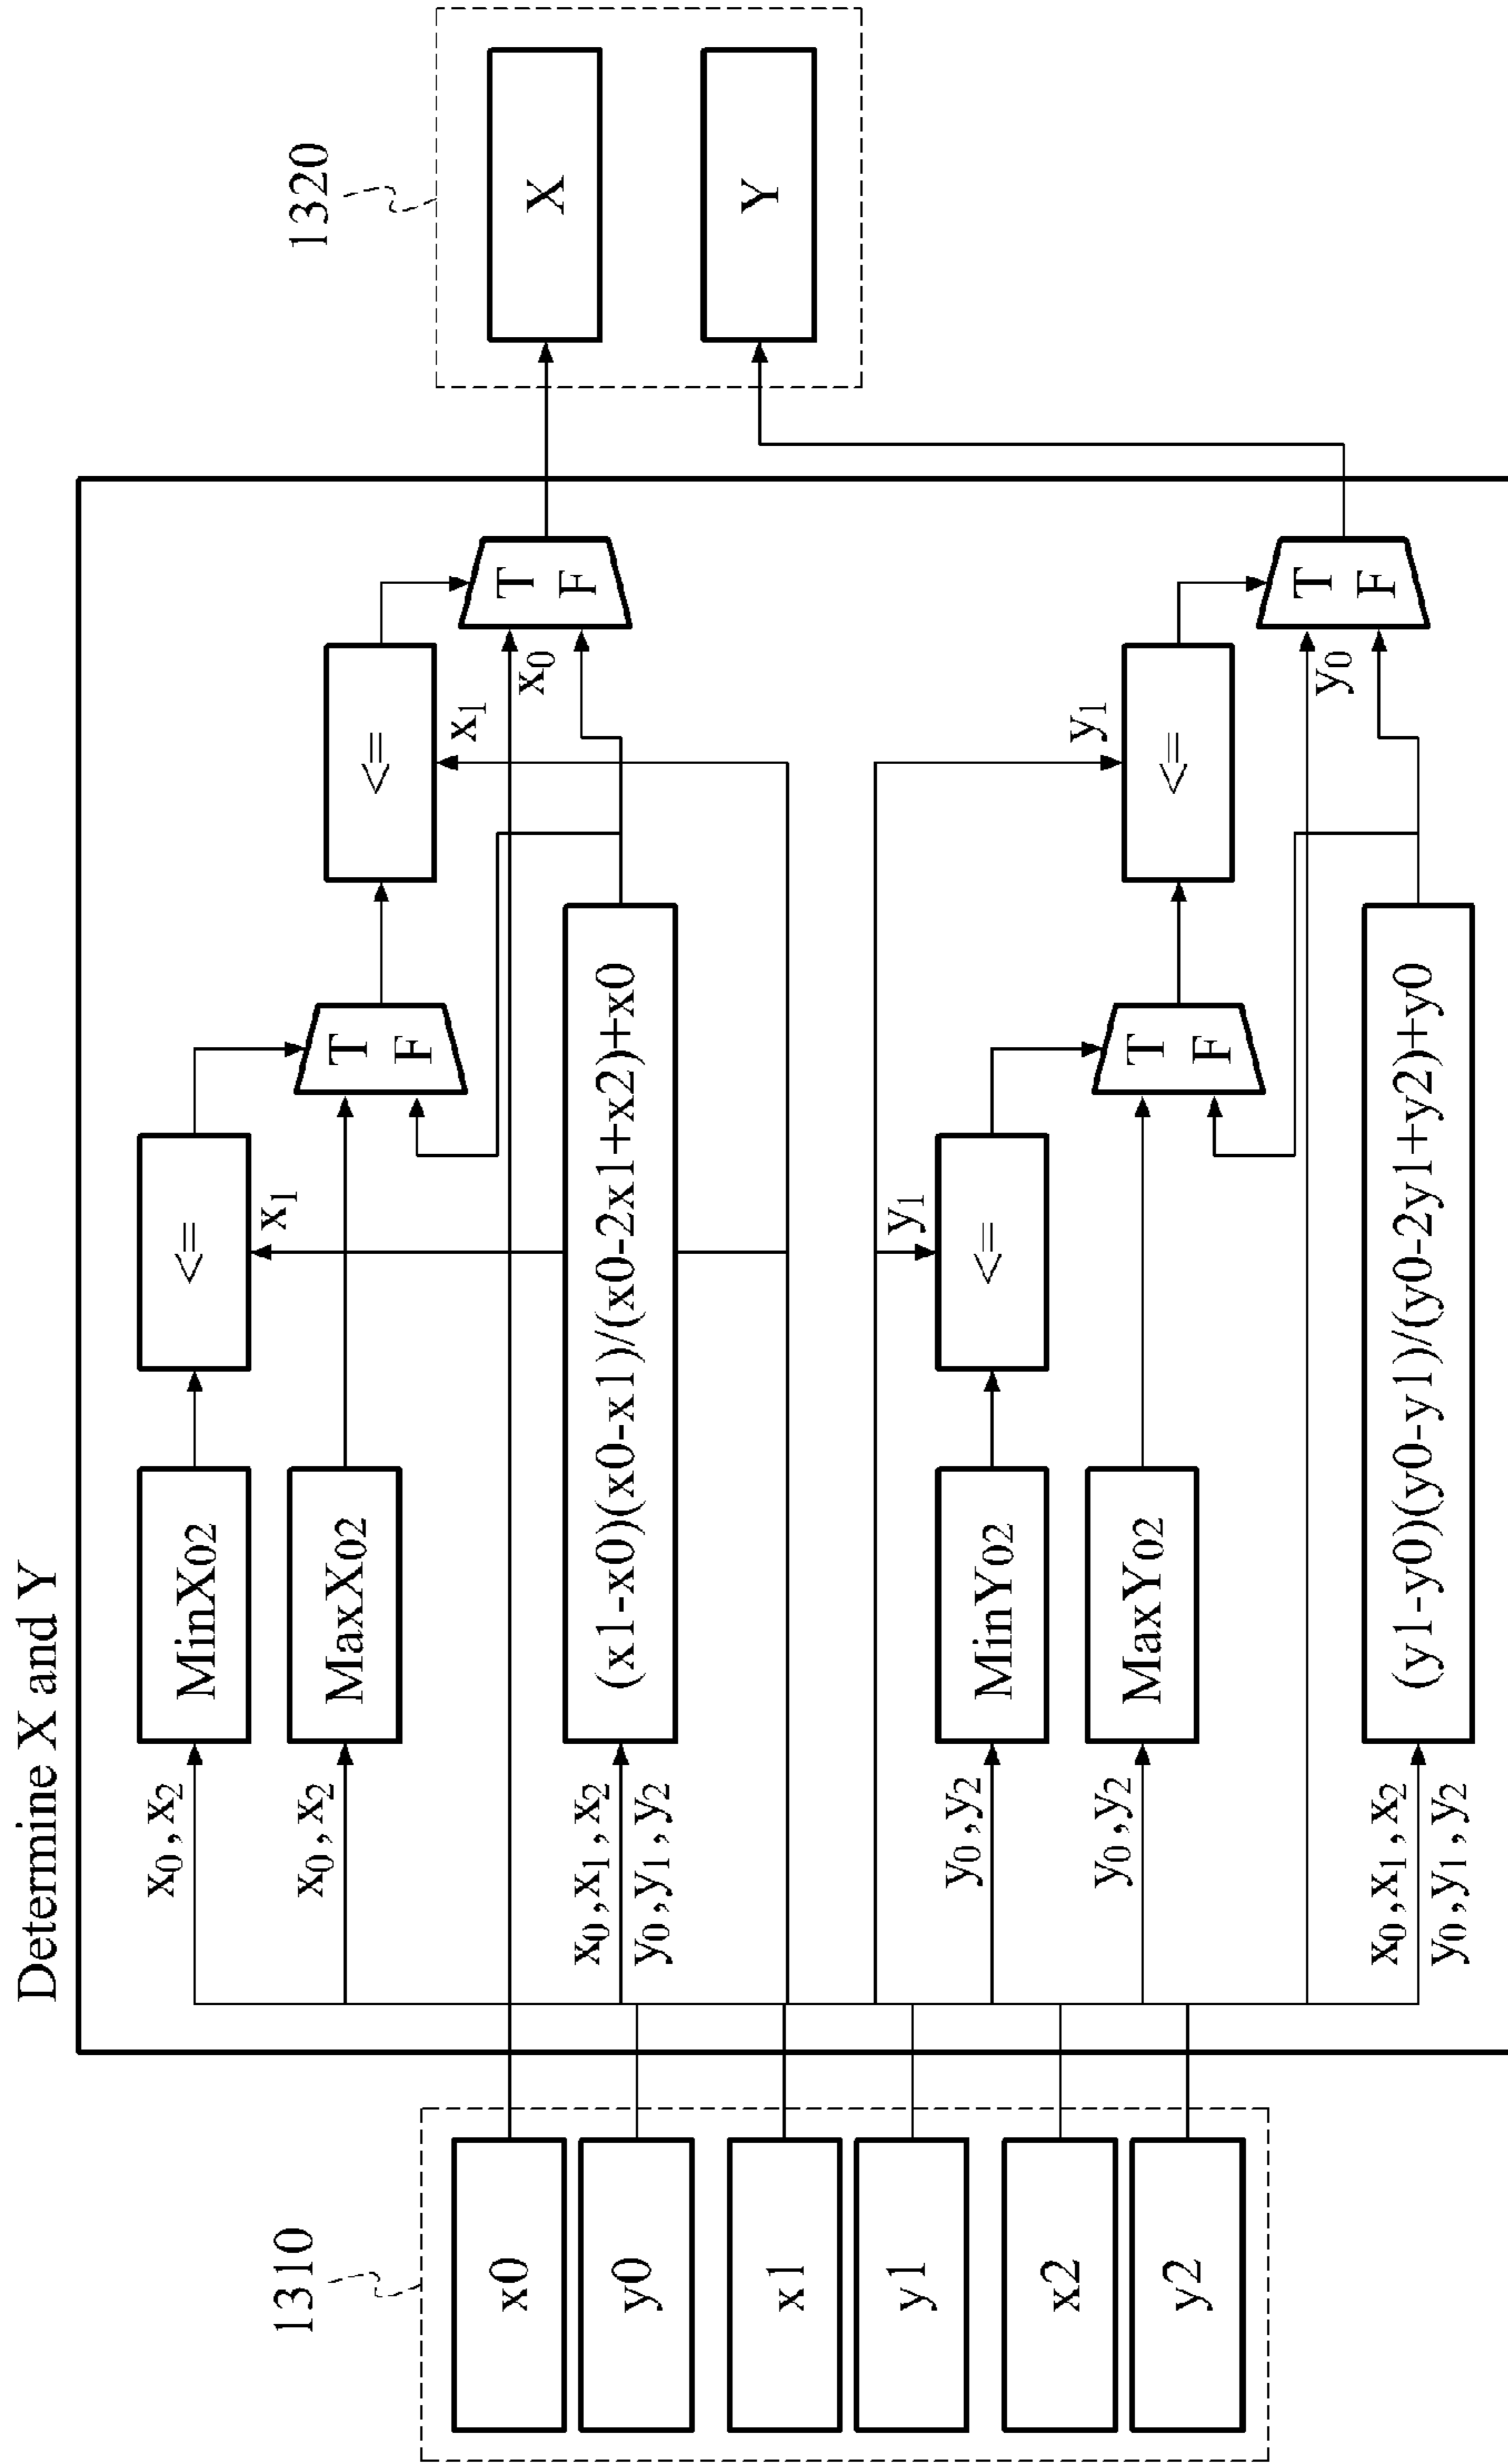 Determine X and Y
1310
x0
y0
x1
y1
x2
y2
x₀,x₂
MinX₀₂
<=
x₁
x₀,x₂
MaxX₀₂
T
F
<=
x₁
x₀,x₁,x₂
y₀,y₁,y₂
(x1-x0)(x0-x1)/(x0-2x1+x2)+x0
x₀
T
F
y₀,y₂
MinY₀₂
<=
y₁
y₀,y₂
MaxY₀₂
T
F
<=
y₁
x₀,x₁,x₂
y₀,y₁,y₂
(y1-y0)(y0-y1)/(y0-2y1+y2)+y0
y₀
T
F
1320
X
Y